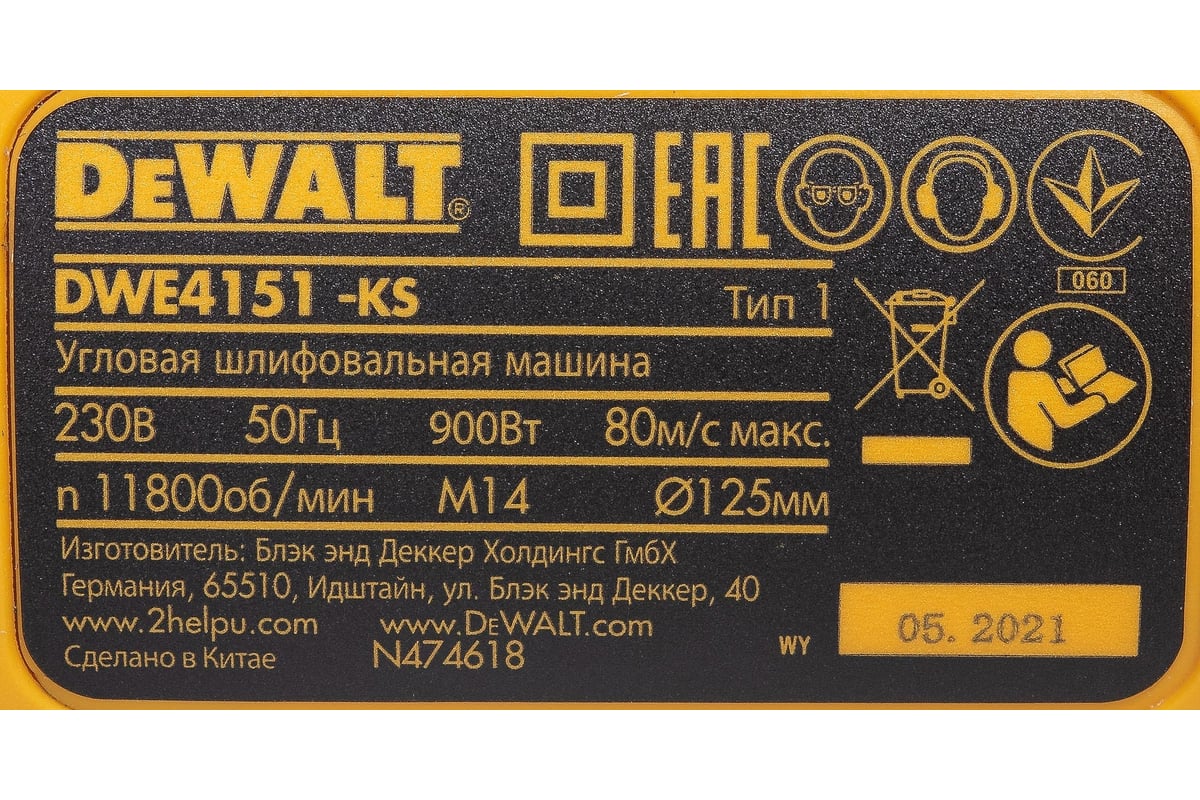 DEWALT®
EAC
DWE4151 -KS Тип 1
060
Угловая шлифовальная машина
230В 50Гц 900Вт 80м/с макс.
n 11800об/мин M14 Ø125мм
Изготовитель: Блэк энд Деккер Холдингс ГмбХ
Германия, 65510, Идштайн, ул. Блэк энд Деккер, 40
www.2helpu.com www.DEWALT.com
Сделано в Китае N474618
WY 05. 2021